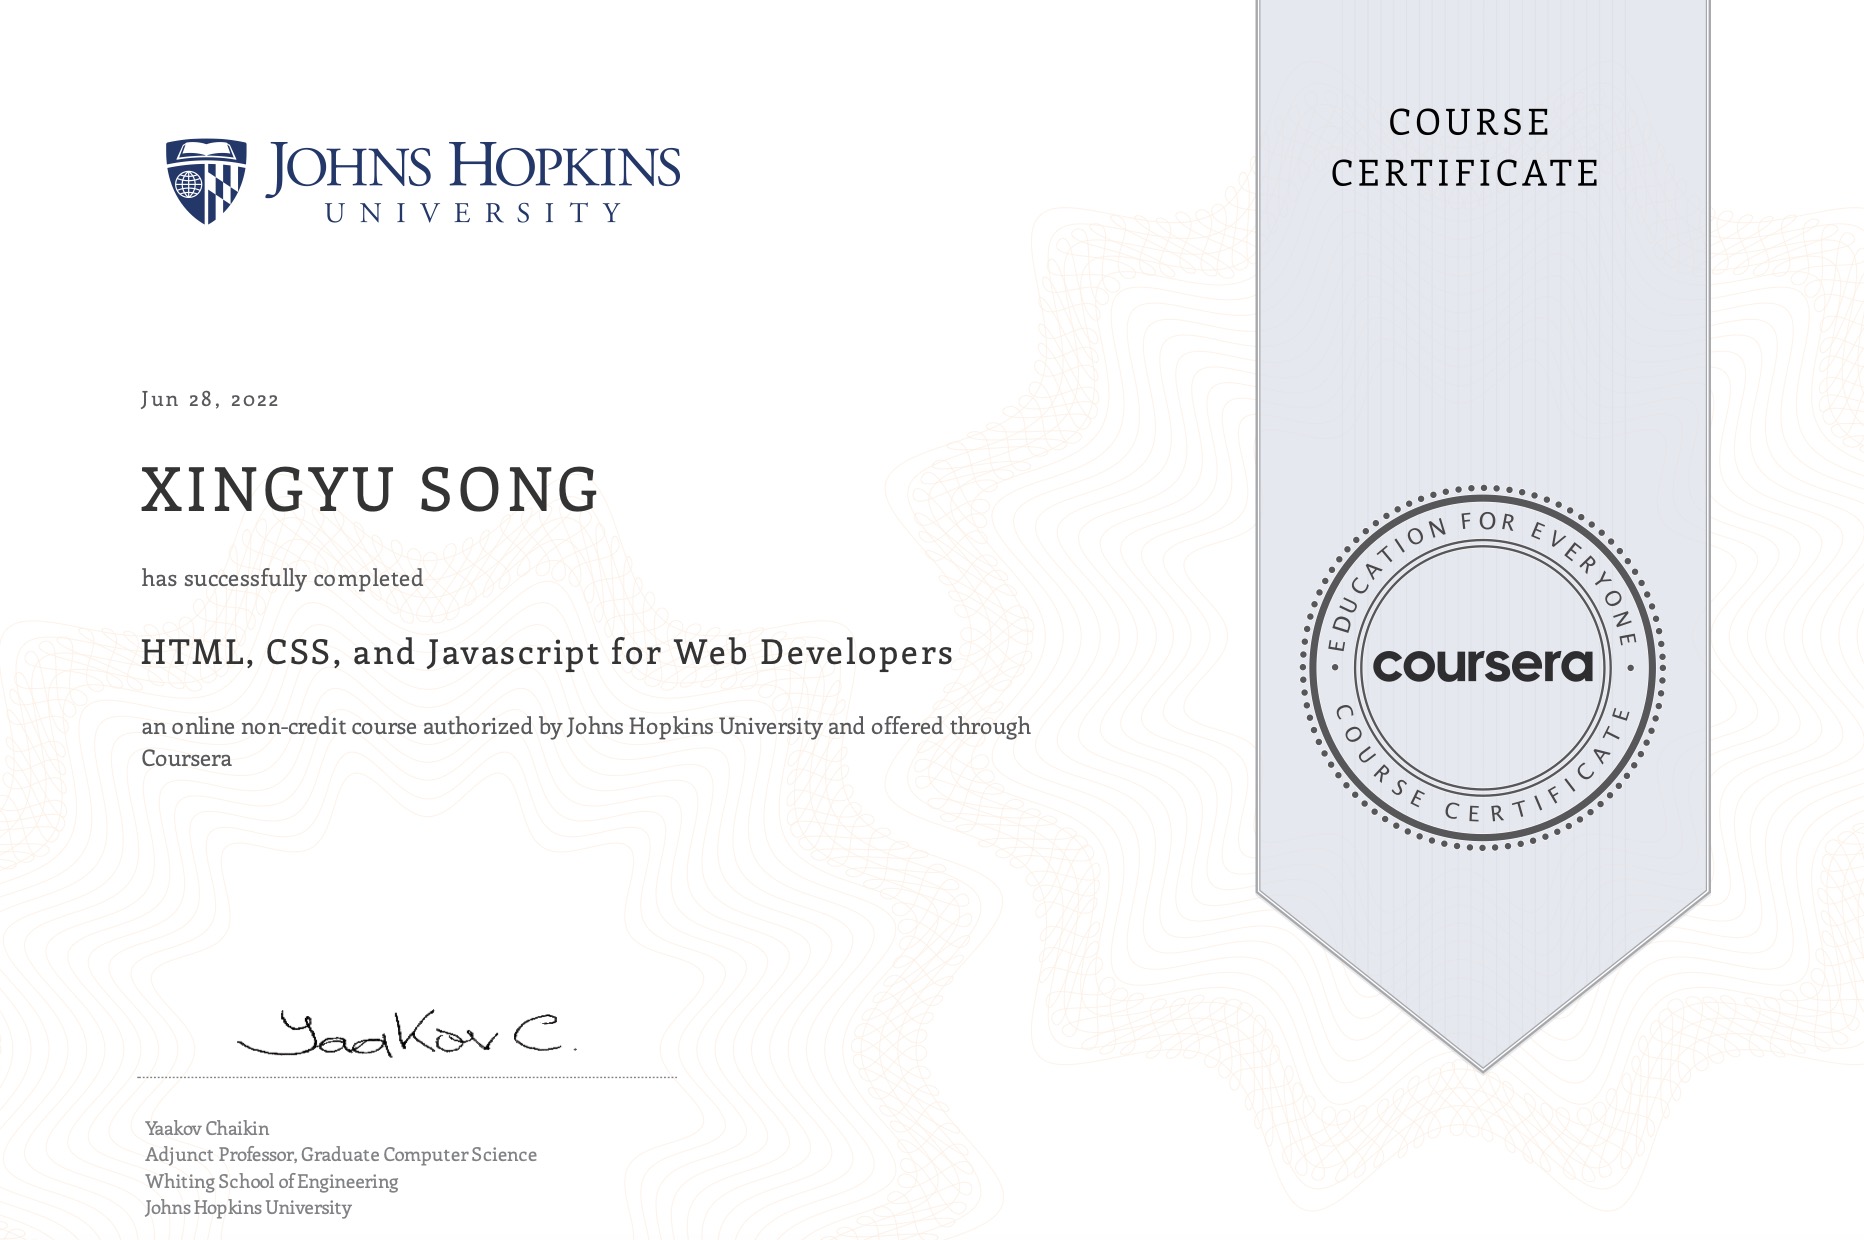 JOHNS HOPKINS
UNIVERSITY
COURSE
CERTIFICATE
Jun 28, 2022
XINGYU SONG
has successfully completed
HTML, CSS, and Javascript for Web Developers
an online non-credit course authorized by Johns Hopkins University and offered through
Coursera
EDUCATION FOR EVERYONE
coursera
COURSE CERTIFICATE
Yaakov C.
Yaakov Chaikin
Adjunct Professor, Graduate Computer Science
Whiting School of Engineering
Johns Hopkins University